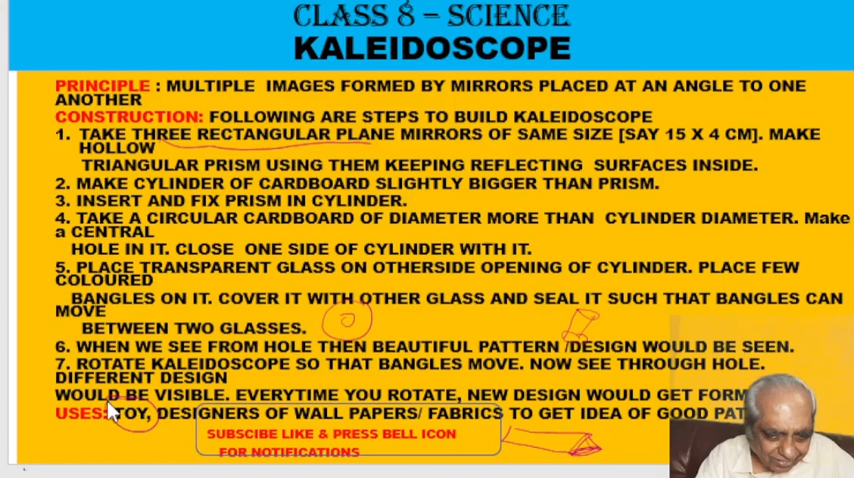 CLASS 8 – SCIENCE
KALEIDOSCOPE
PRINCIPLE : MULTIPLE IMAGES FORMED BY MIRRORS PLACED AT AN ANGLE TO ONE
ANOTHER
CONSTRUCTION: FOLLOWING ARE STEPS TO BUILD KALEIDOSCOPE
1. TAKE THREE RECTANGULAR PLANE MIRRORS OF SAME SIZE [SAY 15 X 4 CM]. MAKE
HOLLOW
TRIANGULAR PRISM USING THEM KEEPING REFLECTING SURFACES INSIDE.
2. MAKE CYLINDER OF CARDBOARD SLIGHTLY BIGGER THAN PRISM.
3. INSERT AND FIX PRISM IN CYLINDER.
4. TAKE A CIRCULAR CARDBOARD OF DIAMETER MORE THAN CYLINDER DIAMETER. Make
a CENTRAL
HOLE IN IT. CLOSE ONE SIDE OF CYLINDER WITH IT.
5. PLACE TRANSPARENT GLASS ON OTHERSIDE OPENING OF CYLINDER. PLACE FEW
COLOURED
BANGLES ON IT. COVER IT WITH OTHER GLASS AND SEAL IT SUCH THAT BANGLES CAN
MOVE
BETWEEN TWO GLASSES.
6. WHEN WE SEE FROM HOLE THEN BEAUTIFUL PATTERN /DESIGN WOULD BE SEEN.
7. ROTATE KALEIDOSCOPE SO THAT BANGLES MOVE. NOW SEE THROUGH HOLE.
DIFFERENT DESIGN
WOULD BE VISIBLE. EVERYTIME YOU ROTATE, NEW DESIGN WOULD GET FORM
USES: TOY, DESIGNERS OF WALL PAPERS/ FABRICS TO GET IDEA OF GOOD PAT
SUBSCIBE LIKE & PRESS BELL ICON
FOR NOTIFICATIONS